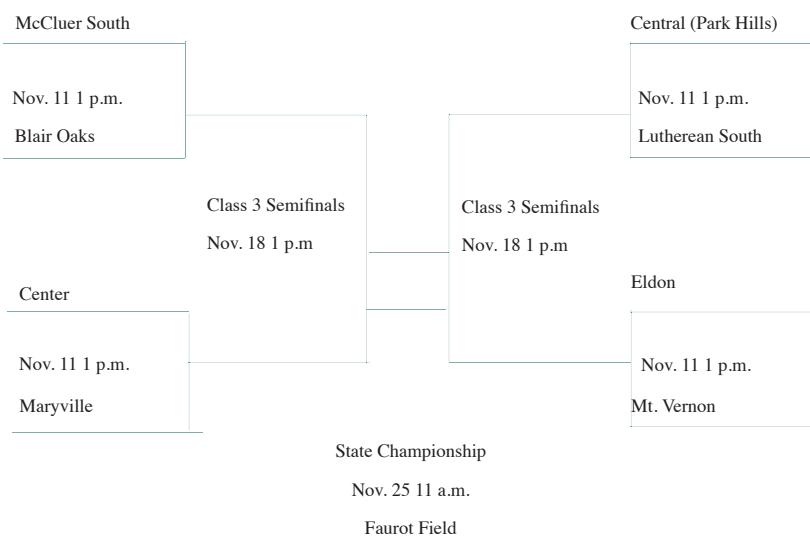 McCluer South
Nov. 11 1 p.m.
Blair Oaks
Class 3 Semifinals
Nov. 18 1 p.m
Center
Nov. 11 1 p.m.
Maryville
Central (Park Hills)
Nov. 11 1 p.m.
Lutherean South
Class 3 Semifinals
Nov. 18 1 p.m
Eldon
Nov. 11 1 p.m.
Mt. Vernon
State Championship
Nov. 25 11 a.m.
Faurot Field